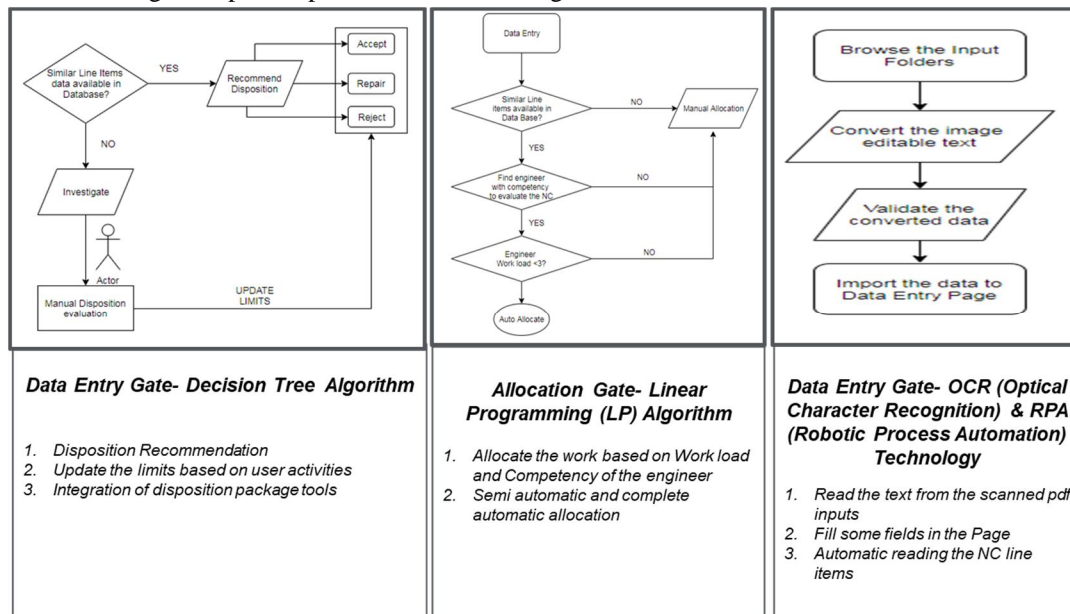 Similar Line Items
data available in
Database?
YES
Recommend
Disposition
Accept
Repair
Reject
NO
Investigate
Actor
Manual Disposition
evaluation
UPDATE
LIMITS
Data Entry
Similar Line
items available in
Data Base?
NO
Manual Allocation
YES
Find engineer
with competency
to evaluate the NC
NO
YES
Engineer
Work load <3?
NO
Auto Allocate
Browse the Input
Folders
Convert the image
editable text
Validate the
converted data
Import the data to
Data Entry Page
Data Entry Gate- Decision Tree Algorithm
1. Disposition Recommendation
2. Update the limits based on user activities
3. Integration of disposition package tools
Allocation Gate- Linear
Programming (LP) Algorithm
1. Allocate the work based on Work load
and Competency of the engineer
2. Semi automatic and complete
automatic allocation
Data Entry Gate- OCR (Optical
Character Recognition) & RPA
(Robotic Process Automation)
Technology
1. Read the text from the scanned pdf
inputs
2. Fill some fields in the Page
3. Automatic reading the NC line
items